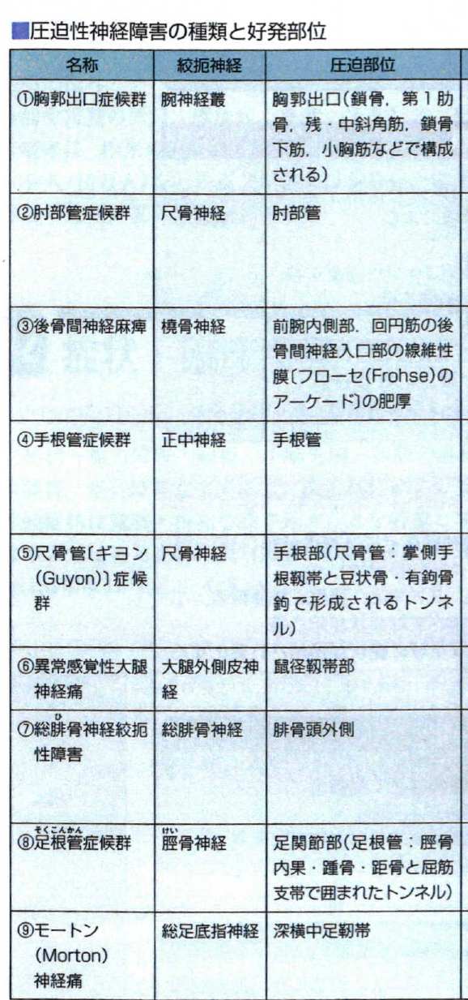 ■圧迫性神経障害の種類と好発部位
名称 絞扼神経 圧迫部位
①胸郭出口症候群 腕神経叢 胸郭出口(鎖骨，第1肋
骨，残・中斜角筋，鎖骨
下筋，小胸筋などで構成
される)
②肘部管症候群 尺骨神経 肘部管
③後骨間神経麻痺 橈骨神経 前腕内側部．回円筋の後
骨間神経入口部の線維性
膜〔フローセ(Frohse)の
アーケード〕の肥厚
④手根管症候群 正中神経 手根管
⑤尺骨管〔ギヨン
(Guyon)〕症候
群
尺骨神経
手根部(尺骨管：掌側手
根靱帯と豆状骨・有鉤骨
鉤で形成されるトンネ
ル)
⑥異常感覚性大腿
神経痛
大腿外側皮神
経
鼠径靱帯部
⑦総腓骨神経絞扼
性障害
ひ
総腓骨神経
腓骨頭外側
⑧足根管症候群
そくこんかん
脛骨神経
けい
足関節部(足根管：脛骨
内果・踵骨・距骨と屈筋
支帯で囲まれたトンネル)
⑨モートン
(Morton)
神経痛
総足底指神経
深横中足靱帯